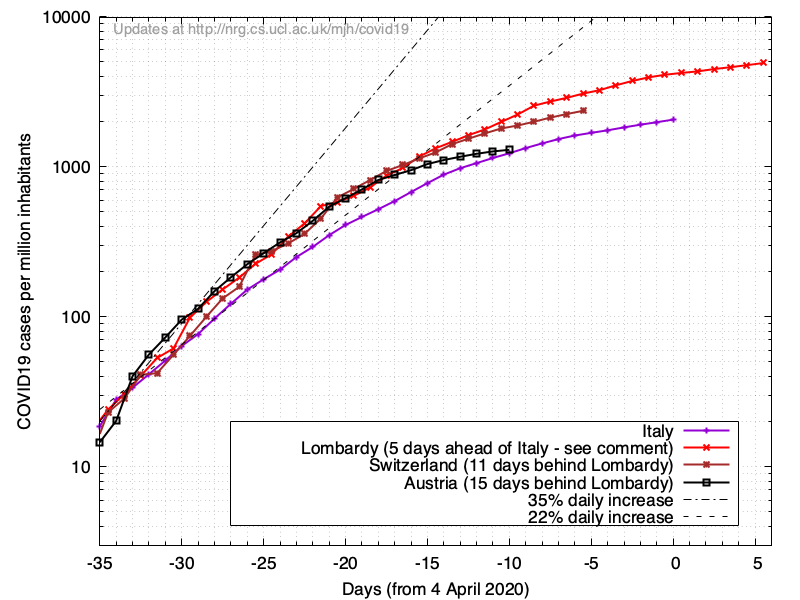 Updates at http://nrg.cs.ucl.ac.uk/mjh/covid19
10000
1000
100
10
COVID19 cases per million inhabitants
Italy
Lombardy (5 days ahead of Italy - see comment)
Switzerland (11 days behind Lombardy)
Austria (15 days behind Lombardy)
35% daily increase
22% daily increase
-35 -30 -25 -20 -15 -10 -5 0 5
Days (from 4 April 2020)